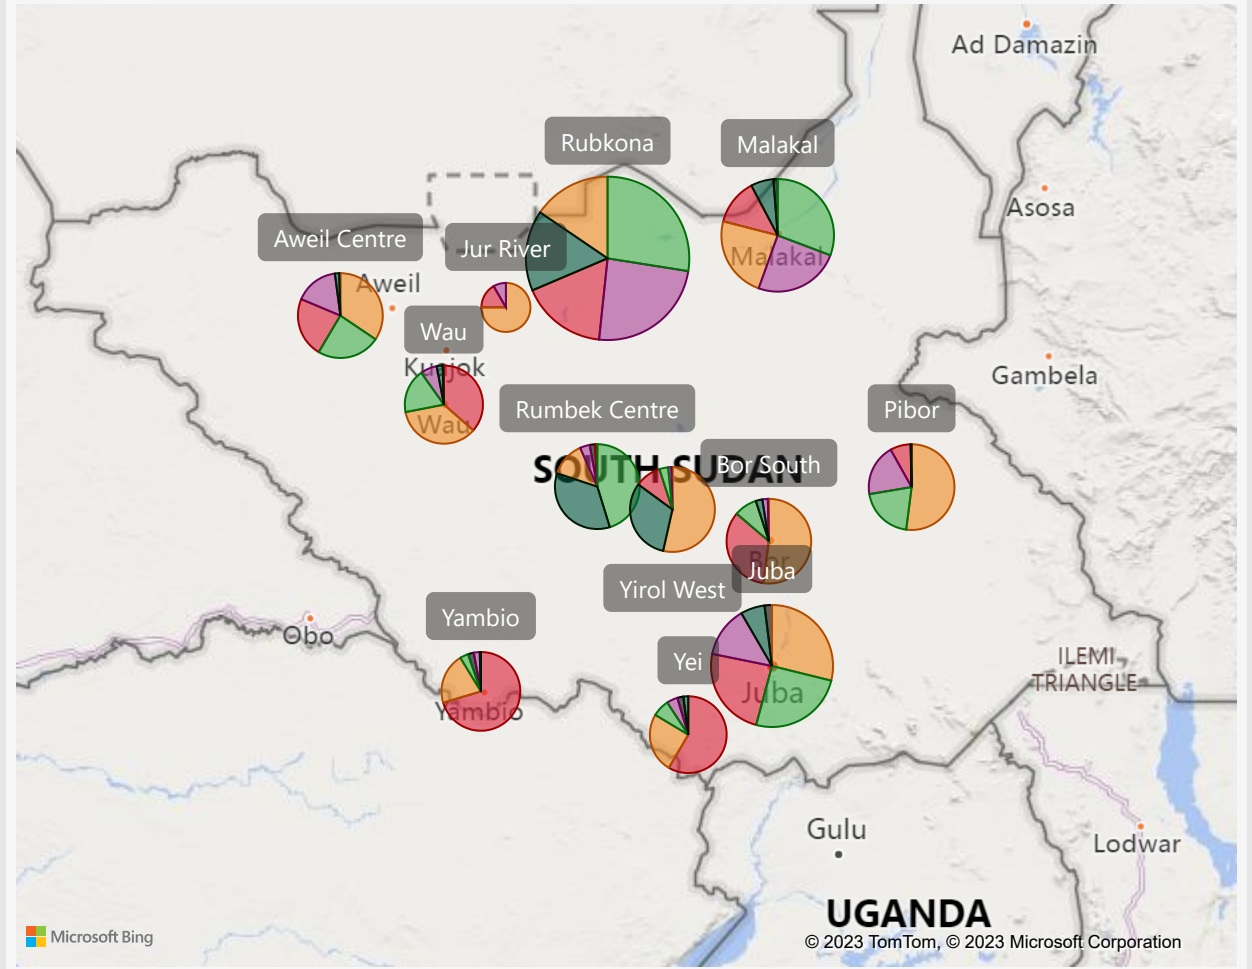 Ad Damazin
Rubkona
Malakal
Asosa
Aweil Centre
Jur River
Malakal
Aweil
Wau
Kuajok
Gambela
Wau
Rumbek Centre
Pibor
SOUTH SUDAN
Bor South
Bor
Juba
Yirol West
Yambio
Obo
Yei
ILEMI
TRIANGLE
Juba
Yambio
Gulu
Lodwar
UGANDA
Microsoft Bing
© 2023 TomTom, © 2023 Microsoft Corporation